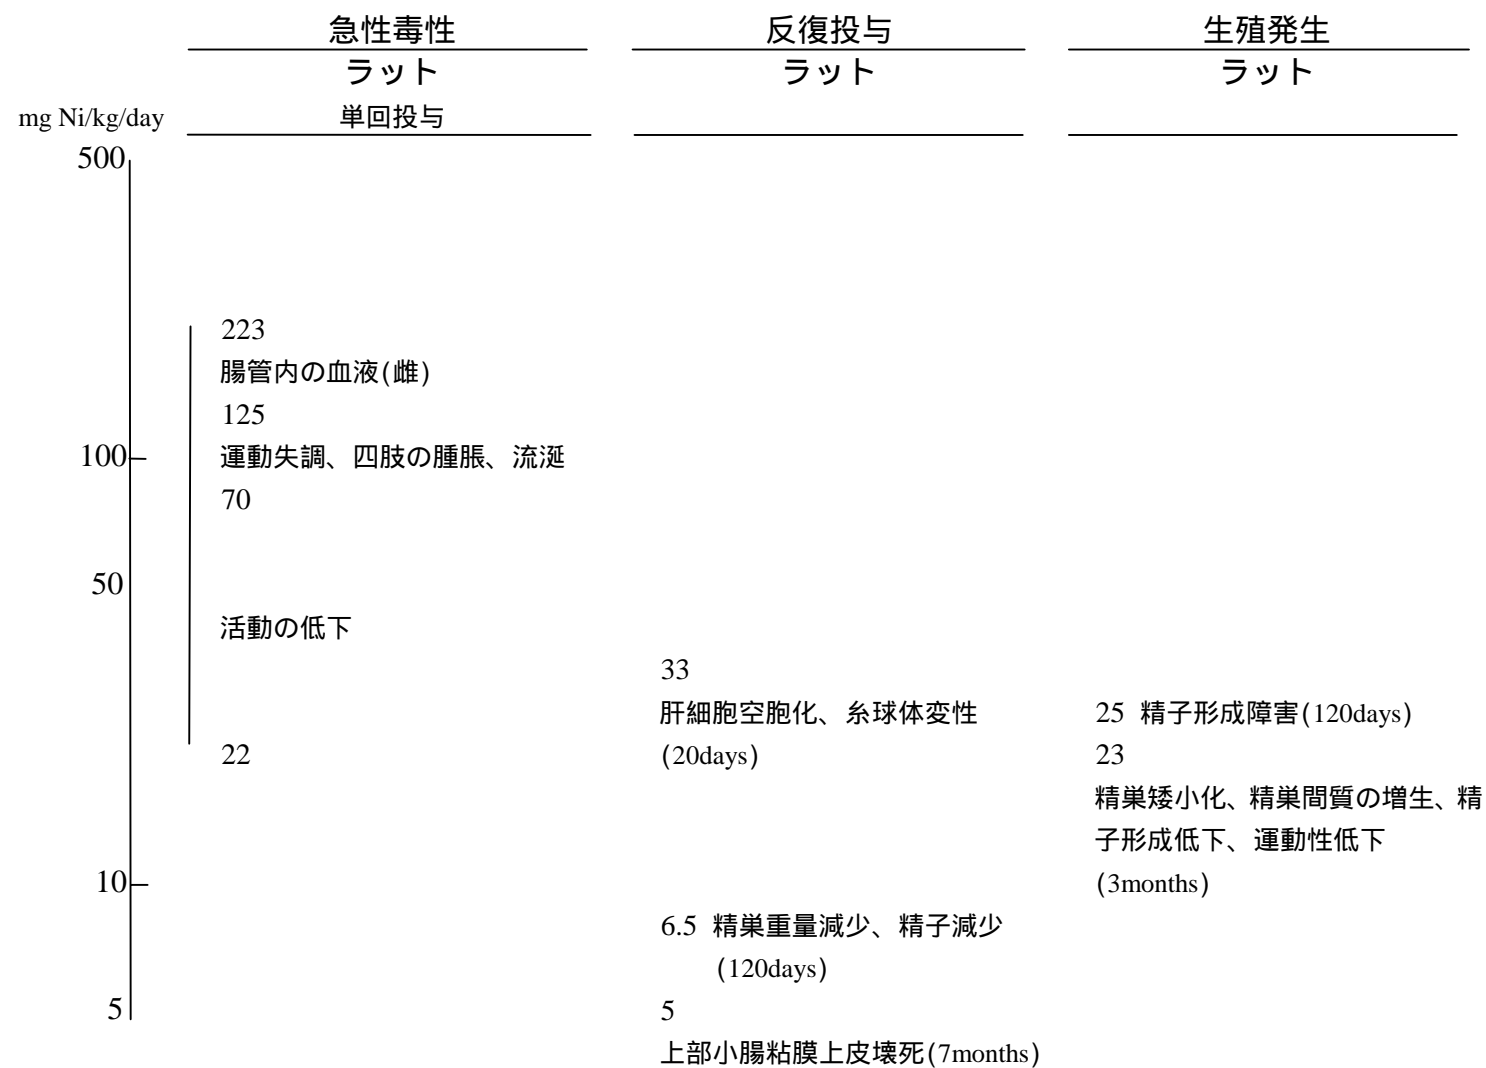 急性毒性
反復投与
生殖発生
ラット
ラット
ラット
mg Ni/kg/day
単回投与
500
223
腸管内の血液(雌)
125
100
運動失調、四肢の腫脹、流涎
70
50
活動の低下
33
肝細胞空胞化、糸球体変性
25 精子形成障害(120days)
22
(20days)
23
精巣矮小化、精巣間質の増生、精
子形成低下、運動性低下
10
(3months)
6.5 精巣重量減少、精子減少
(120days)
5
5
上部小腸粘膜上皮壊死(7months)